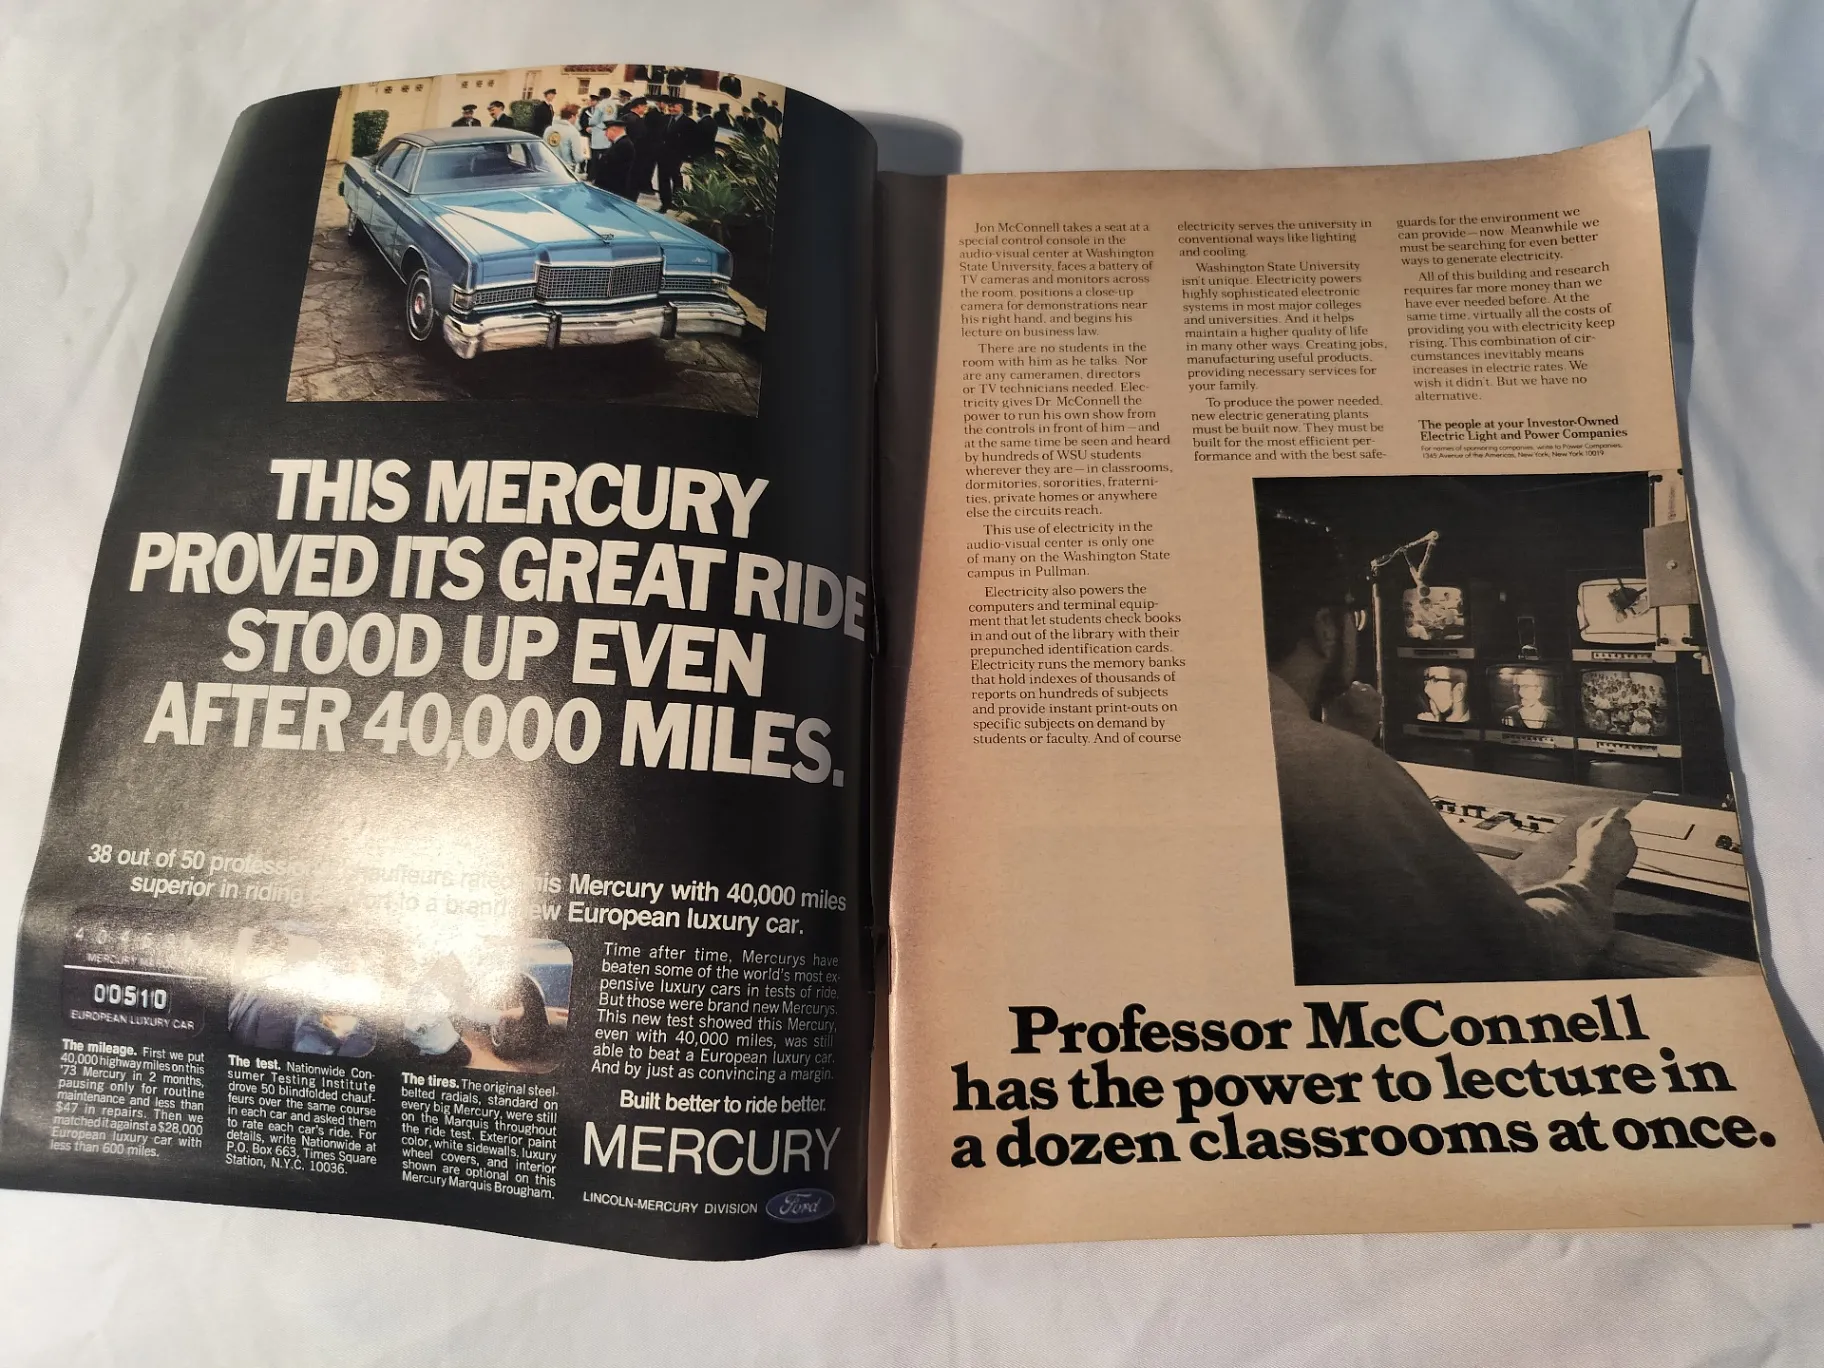 THIS MERCURY
PROVED ITS GREAT RIDE
STOOD UP EVEN
AFTER 40,000 MILES.
38 out of 50 professional chauffeurs rated this Mercury with 40,000 miles
superior in riding comfort to a brand new European luxury car.
MERCURY
00510
EUROPEAN LUXURY CAR
The mileage. First we put
40,000 highway miles on this
'73 Mercury in 2 months,
pausing only for routine
maintenance and less than
$47 in repairs. Then we
matched it against a $28,000
European luxury car with
less than 600 miles.
The test. Nationwide Con-
sumer Testing Institute
drove 50 blindfolded chauf-
feurs over the same course
in each car and asked them
to rate each car's ride. For
details, write Nationwide at
P.O. Box 663, Times Square
Station, N.Y.C. 10036.
The tires. The original steel-
belted radials, standard on
every big Mercury, were still
on the Marquis throughout
the ride test. Exterior paint
color, white sidewalls, luxury
wheel covers, and interior
shown are optional on this
Mercury Marquis Brougham.
Time after time, Mercurys have
beaten some of the world's most ex-
pensive luxury cars in tests of ride.
But those were brand new Mercurys.
This new test showed this Mercury,
even with 40,000 miles, was still
able to beat a European luxury car.
And by just as convincing a margin.
Built better to ride better.
MERCURY
LINCOLN-MERCURY DIVISION Ford
Jon McConnell takes a seat at a
special control console in the
audio-visual center at Washington
State University, faces a battery of
TV cameras and monitors across
the room, positions a close-up
camera for demonstrations near
his right hand, and begins his
lecture on business law.
There are no students in the
room with him as he talks. Nor
are any cameramen, directors
or TV technicians needed. Elec-
tricity gives Dr. McConnell the
power to run his own show from
the controls in front of him—and
at the same time be seen and heard
by hundreds of WSU students
wherever they are—in classrooms,
dormitories, sororities, fraterni-
ties, private homes or anywhere
else the circuits reach.
This use of electricity in the
audio-visual center is only one
of many on the Washington State
campus in Pullman.
Electricity also powers the
computers and terminal equip-
ment that let students check books
in and out of the library with their
prepunched identification cards.
Electricity runs the memory banks
that hold indexes of thousands of
reports on hundreds of subjects
and provide instant print-outs on
specific subjects on demand by
students or faculty. And of course
electricity serves the university in
conventional ways like lighting
and cooling.
Washington State University
isn't unique. Electricity powers
highly sophisticated electronic
systems in most major colleges
and universities. And it helps
maintain a higher quality of life
in many other ways. Creating jobs,
manufacturing useful products,
providing necessary services for
your family.
To produce the power needed,
new electric generating plants
must be built now. They must be
built for the most efficient per-
formance and with the best safe-
guards for the environment we
can provide—now. Meanwhile we
must be searching for even better
ways to generate electricity.
All of this building and research
requires far more money than we
have ever needed before. At the
same time, virtually all the costs of
providing you with electricity keep
rising. This combination of cir-
cumstances inevitably means
increases in electric rates. We
wish it didn't. But we have no
alternative.
The people at your Investor-Owned
Electric Light and Power Companies
For names of sponsoring companies, write to Power Companies,
1345 Avenue of the Americas, New York, New York 10019
Professor McConnell
has the power to lecture in
a dozen classrooms at once.